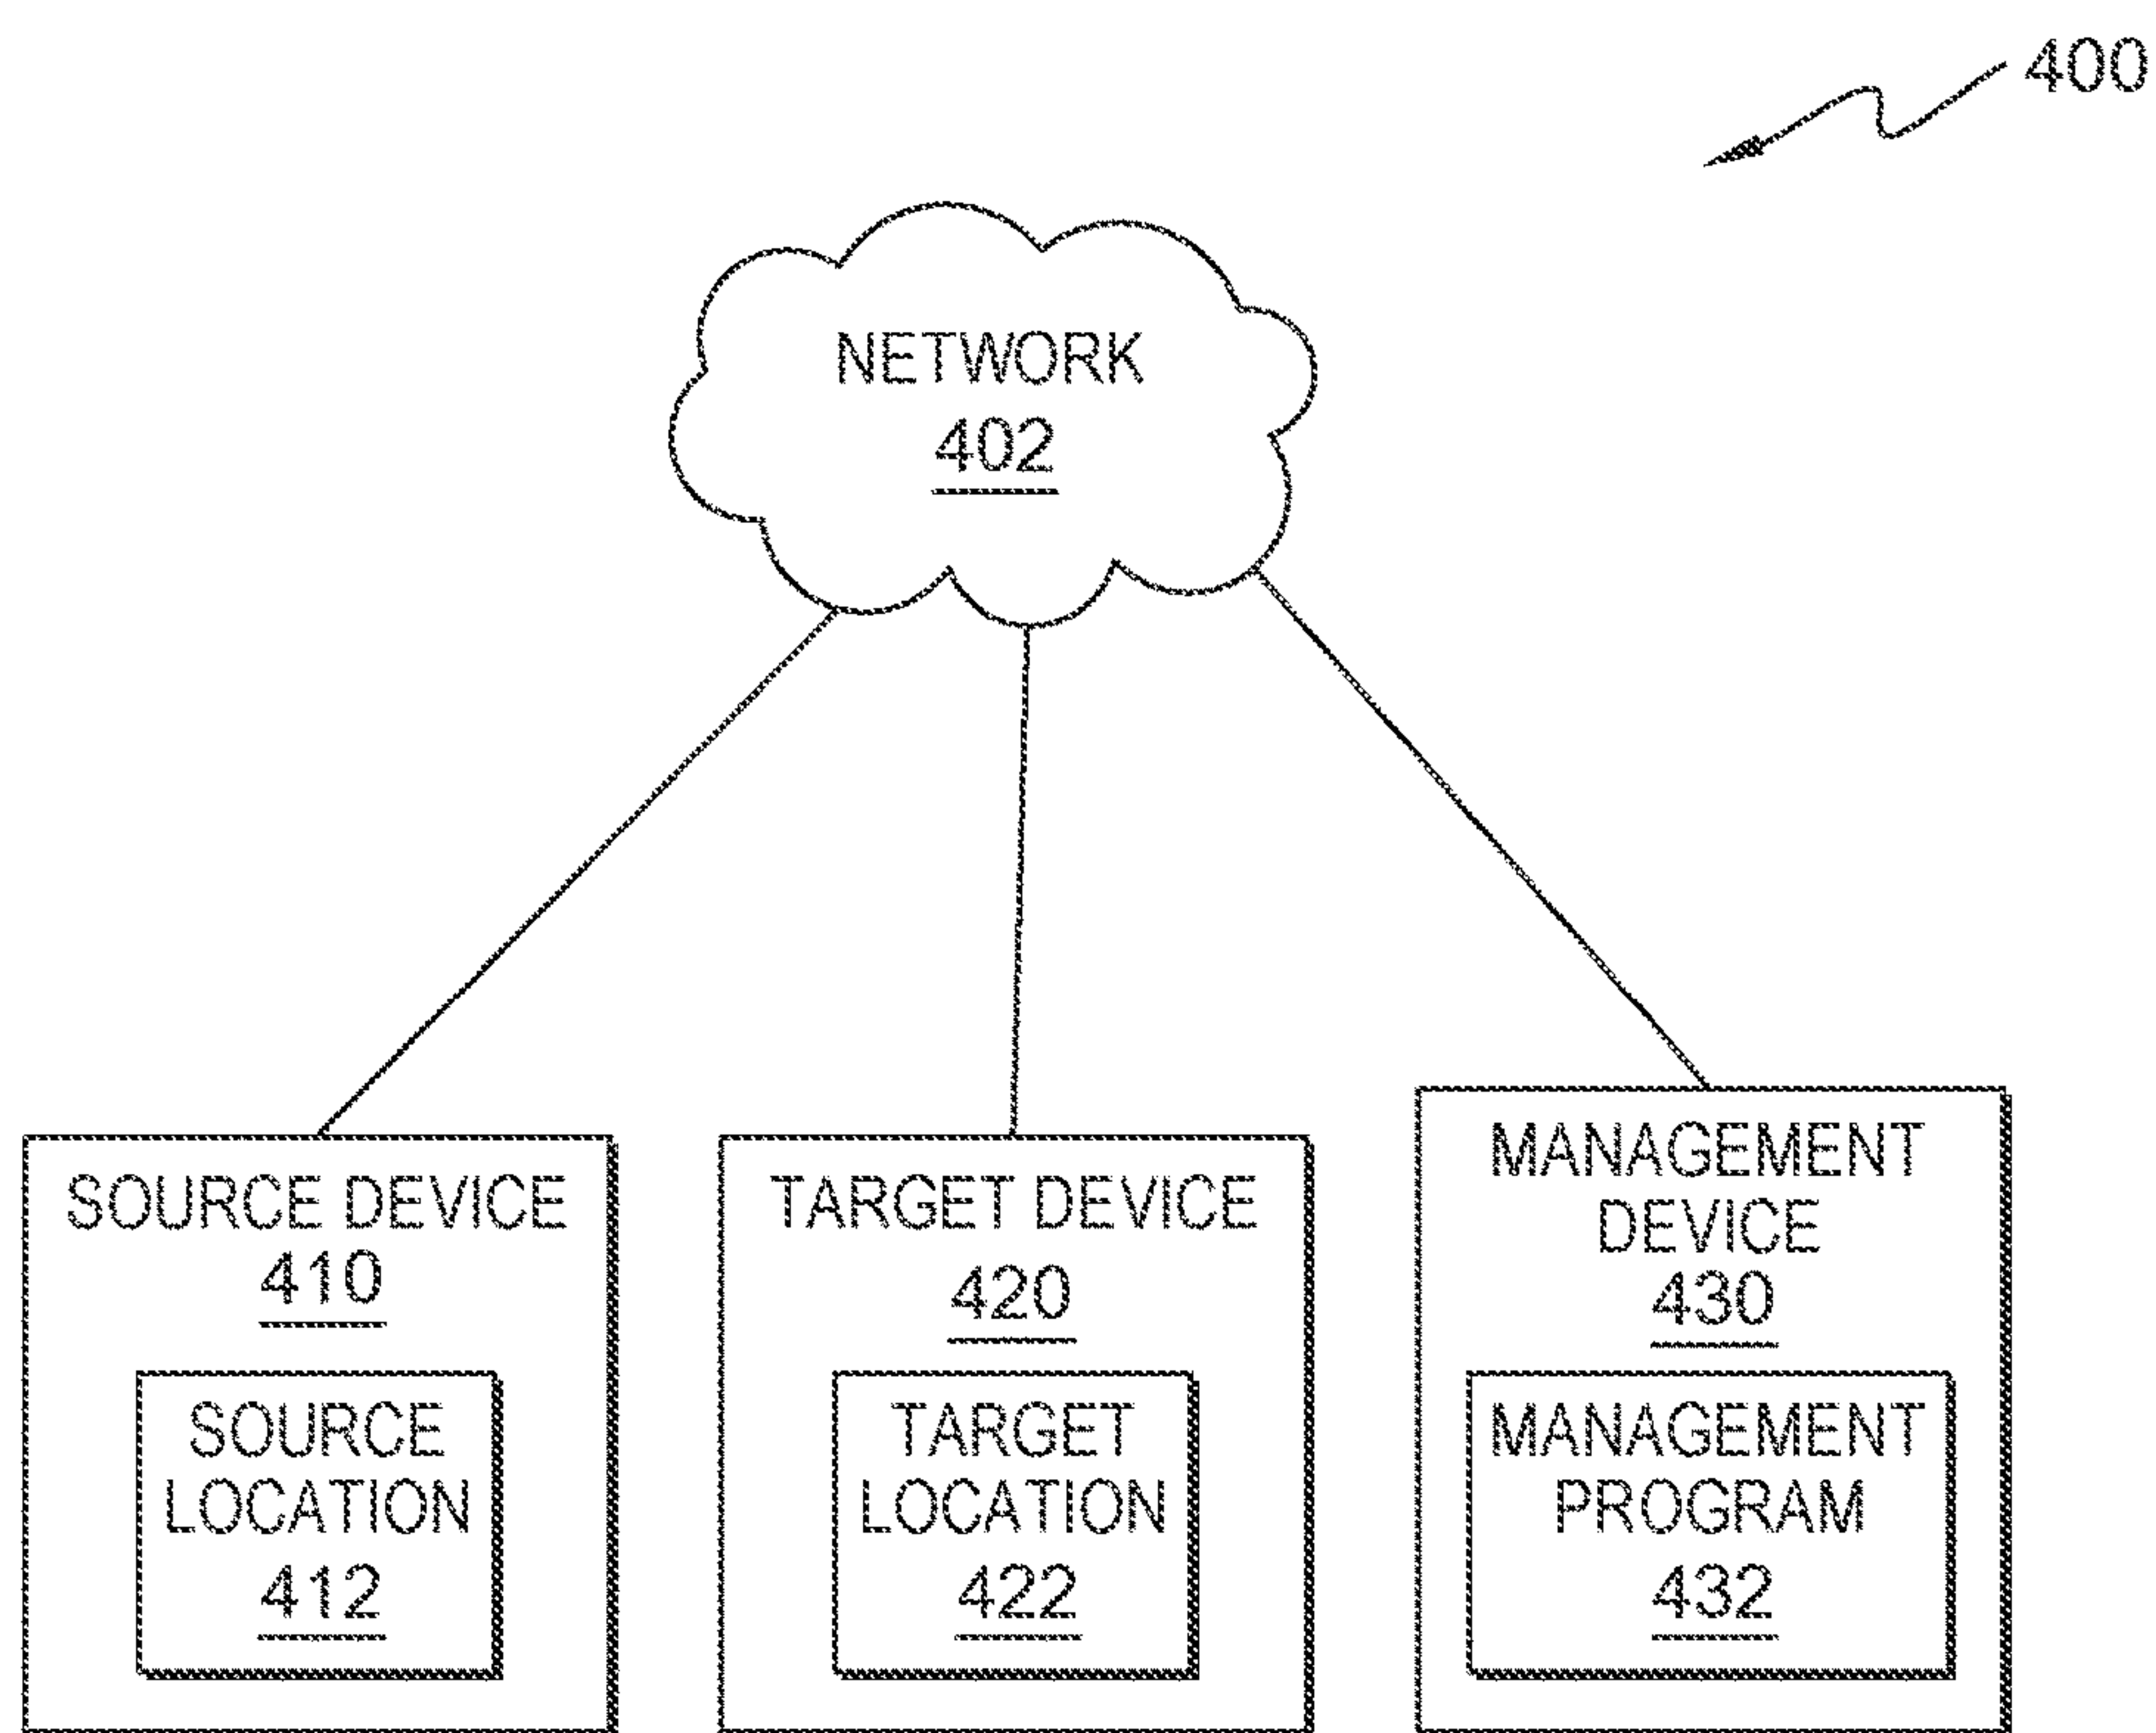 400
NETWORK
402
SOURCE DEVICE
410
SOURCE
LOCATION
412
TARGET DEVICE
420
TARGET
LOCATION
422
MANAGEMENT
DEVICE
430
MANAGEMENT
PROGRAM
432